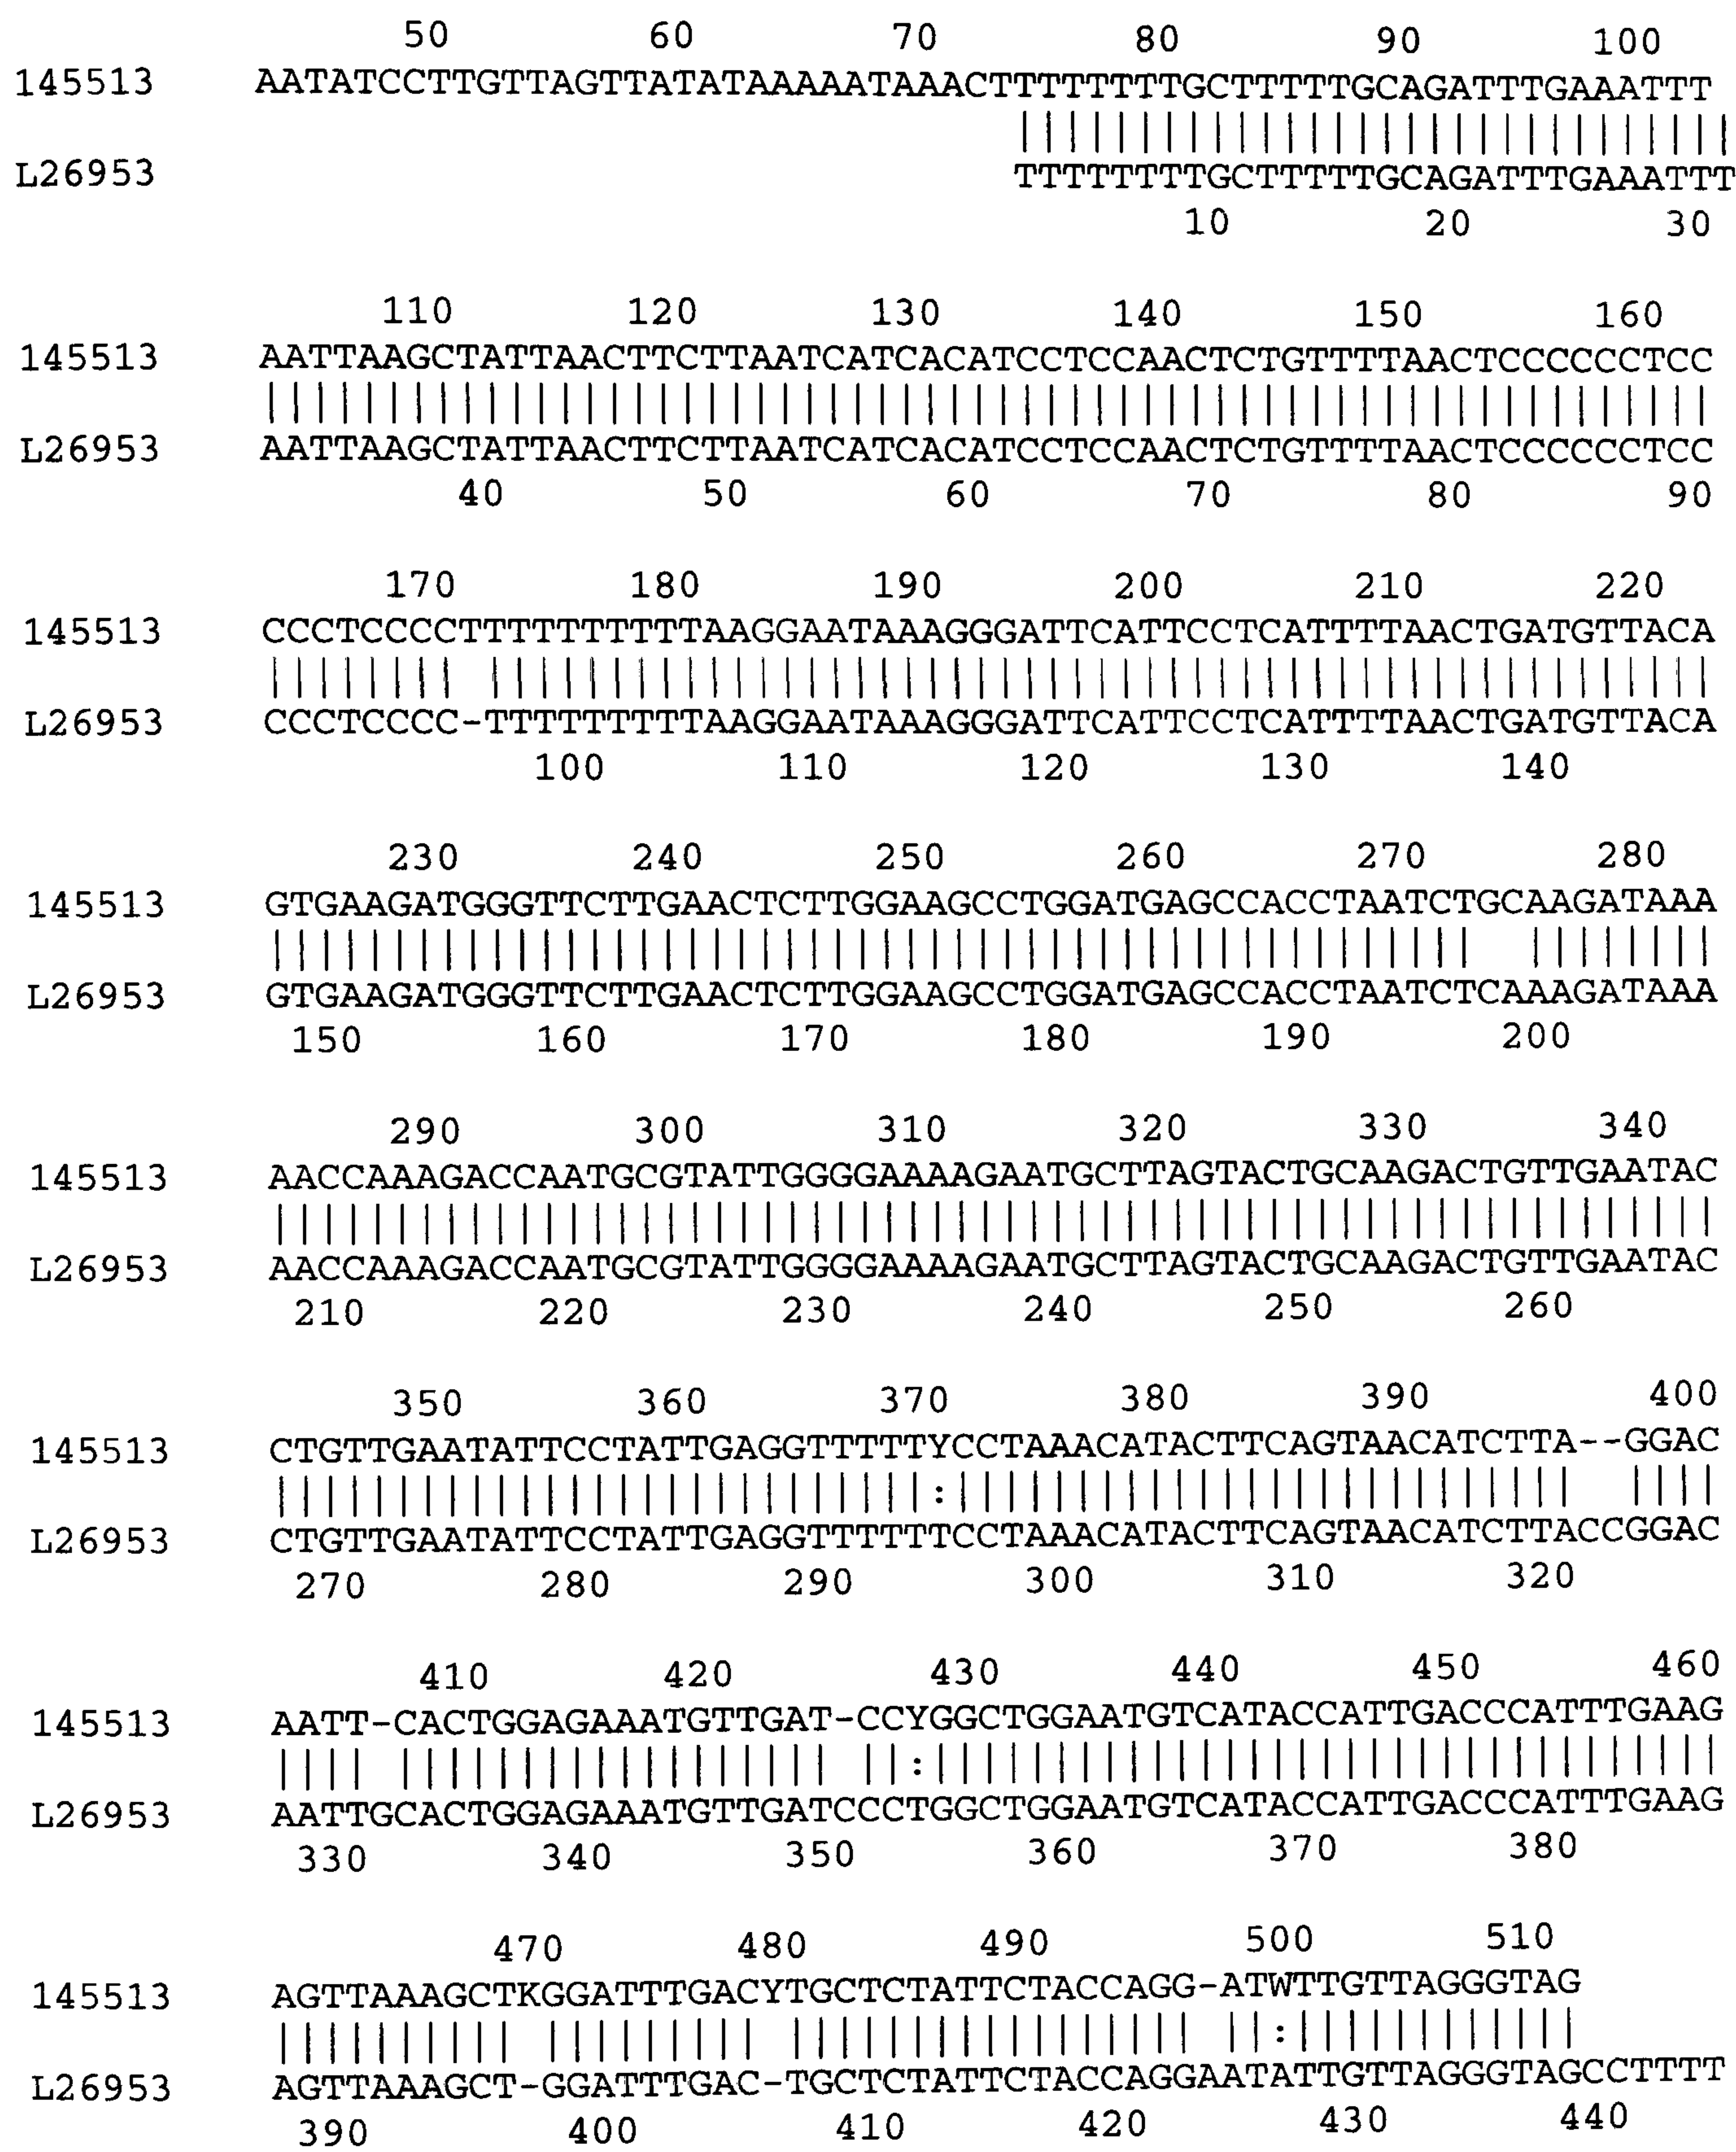 50 60 70 80 90 100
145513 AATATCCTTGTTAGTTATATAAAAATAAACTTTTTTTTGCTTTTTGCAGATTTGAAATTT
L26953 TTTTTTTTGCTTTTTGCAGATTTGAAATTT
10 20 30
110 120 130 140 150 160
145513 AATTAAGCTATTAACTTCTTAATCATCACATCCTCCAACTCTGTTTTAACTCCCCCCTCC
L26953 AATTAAGCTATTAACTTCTTAATCATCACATCCTCCAACTCTGTTTTAACTCCCCCCTCC
40 50 60 70 80 90
170 180 190 200 210 220
145513 CCCTCCCCTTTTTTTTTTAAGGAATAAAGGGATTCATTCCTCATTTTAACTGATGTTACA
L26953 CCCTCCCC-TTTTTTTTTAAGGAATAAAGGGATTCATTCCTCATTTTAACTGATGTTACA
100 110 120 130 140
230 240 250 260 270 280
145513 GTGAAGATGGGTTCTTGAACTCTTGGAAGCCTGGATGAGCCACCTAATCTGCAAGATAAA
L26953 GTGAAGATGGGTTCTTGAACTCTTGGAAGCCTGGATGAGCCACCTAATCTCAAAGATAAA
150 160 170 180 190 200
290 300 310 320 330 340
145513 AACCAAAGACCAATGCGTATTGGGGAAAAGAATGCTTAGTACTGCAAGACTGTTGAATAC
L26953 AACCAAAGACCAATGCGTATTGGGGAAAAGAATGCTTAGTACTGCAAGACTGTTGAATAC
210 220 230 240 250 260
350 360 370 380 390 400
145513 CTGTTGAATATTCCTATTGAGGTTTTTYCCTAAACATACTTCAGTAACATCTTA--GGAC
L26953 CTGTTGAATATTCCTATTGAGGTTTTTTCCTAAACATACTTCAGTAACATCTTACCGGAC
270 280 290 300 310 320
410 420 430 440 450 460
145513 AATT-CACTGGAGAAATGTTGAT-CCYGGCTGGAATGTCATACCATTGACCCATTTGAAG
L26953 AATTGCACTGGAGAAATGTTGATCCCTGGCTGGAATGTCATACCATTGACCCATTTGAAG
330 340 350 360 370 380
470 480 490 500 510
145513 AGTTAAAGCTKGGATTTGACYTGCTCTATTCTACCAGG-ATWTTGTTAGGGTAG
L26953 AGTTAAAGCT-GGATTTGAC-TGCTCTATTCTACCAGGAATATTGTTAGGGTAGCCTTTT
390 400 410 420 430 440